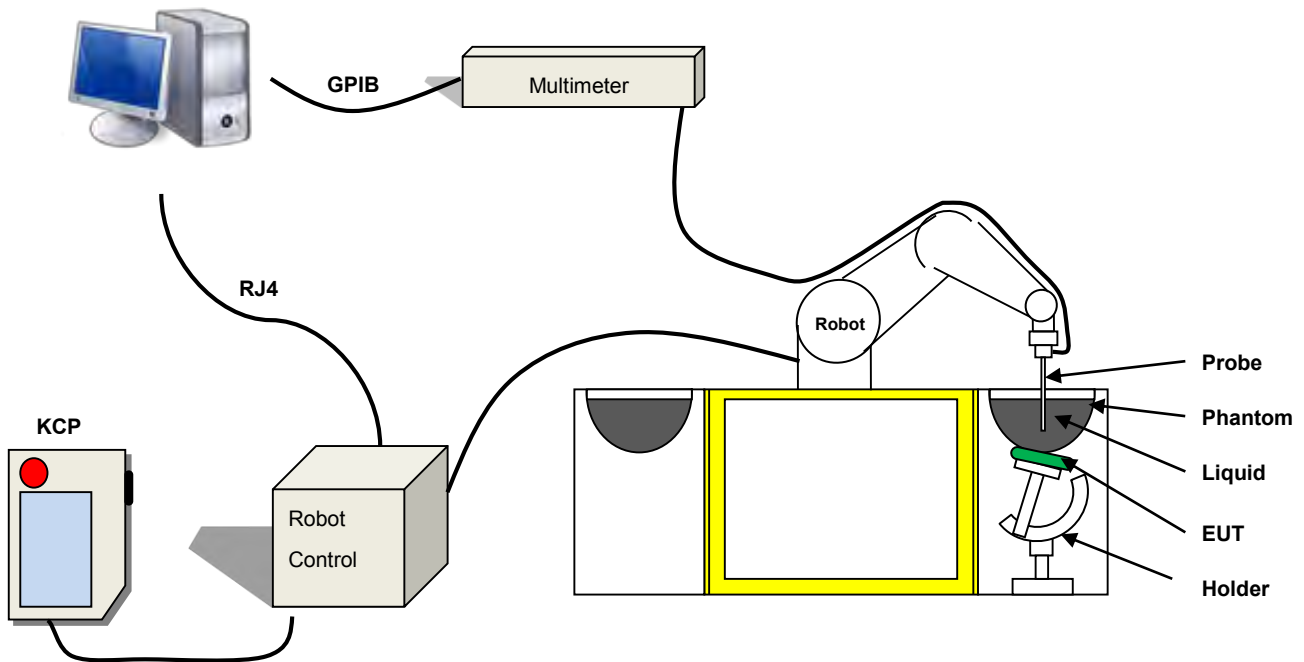 GPIB
Multimeter
RJ4
Robot
Probe
Phantom
KCP
Liquid
Robot
Control
EUT
Holder